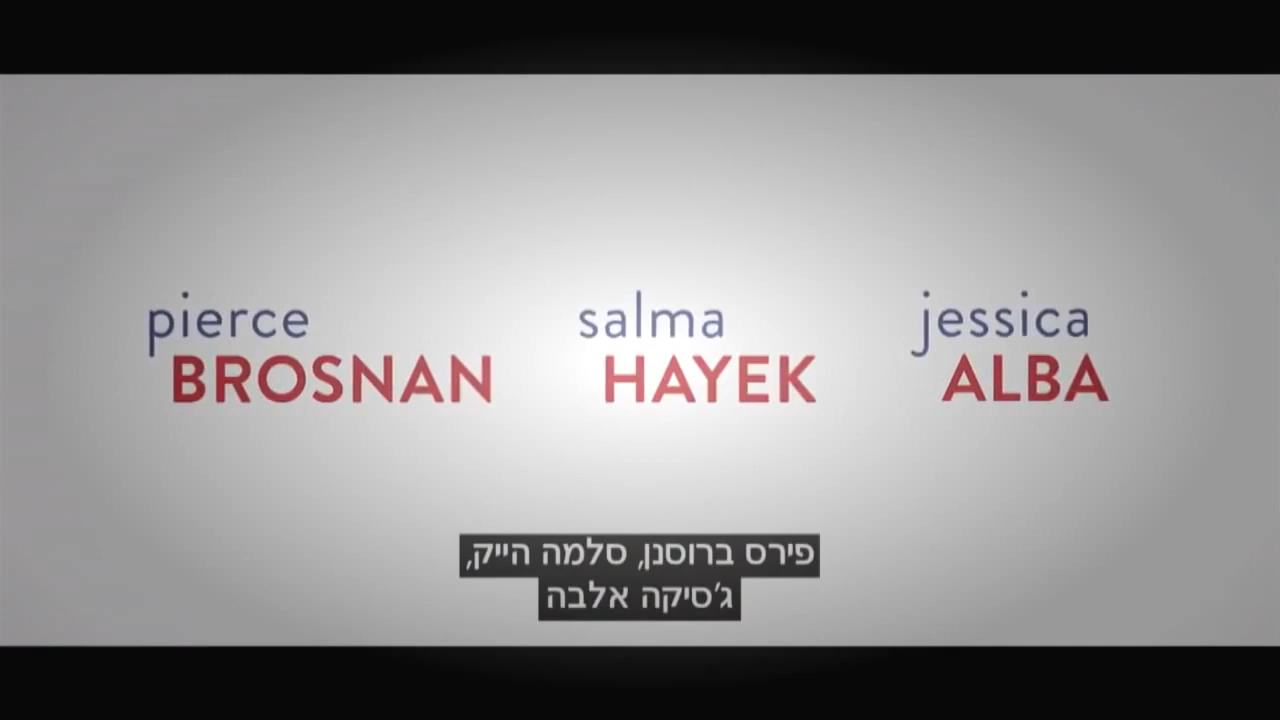 pierce
BROSNAN
salma
HAYEK
jessica
ALBA
פירס ברוסנן, סלמה הייק,
ג'סיקה אלבה